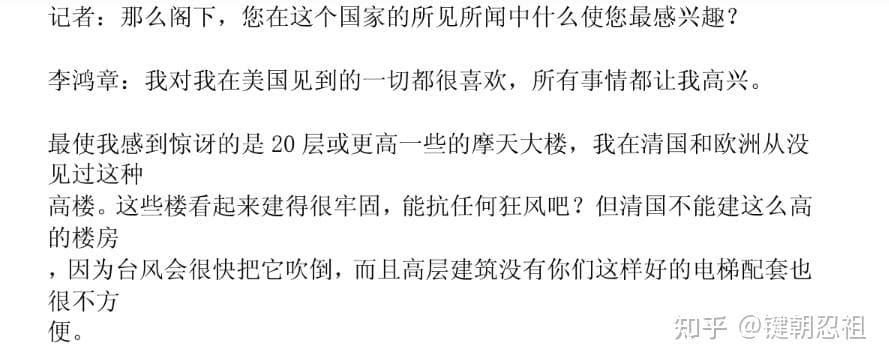 记者：那么阁下，您在这个国家的所见所闻中什么使您最感兴趣？
李鸿章：我对我在美国见到的一切都很喜欢，所有事情都让我高兴。
最使我感到惊讶的是 20 层或更高一些的摩天大楼，我在清国和欧洲从没
见过这种
高楼。这些楼看起来建得很牢固，能抗任何狂风吧？但清国不能建这么高
的楼房
，因为台风会很快把它吹倒，而且高层建筑没有你们这样好的电梯配套也
很不方
便。
知乎 @键朝忍祖